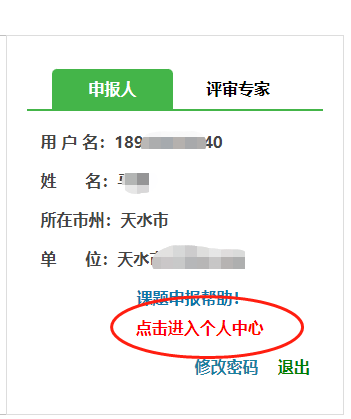 申报人 评审专家
用 户 名: 189 40
姓 名:
所在市州: 天水市
单 位: 天水
课题申报帮助!
点击进入个人中心
修改密码 退出